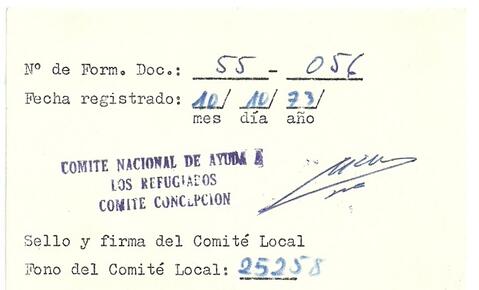 Nº de Form. Doc.: 55 - 056
Fecha registrado: 10/ 10/ 73/
mes día año
COMITE NACIONAL DE AYUDA A
LOS REFUGIADOS
COMITE CONCEPCION
Sello y firma del Comité Local
Fono del Comité Local: 25258